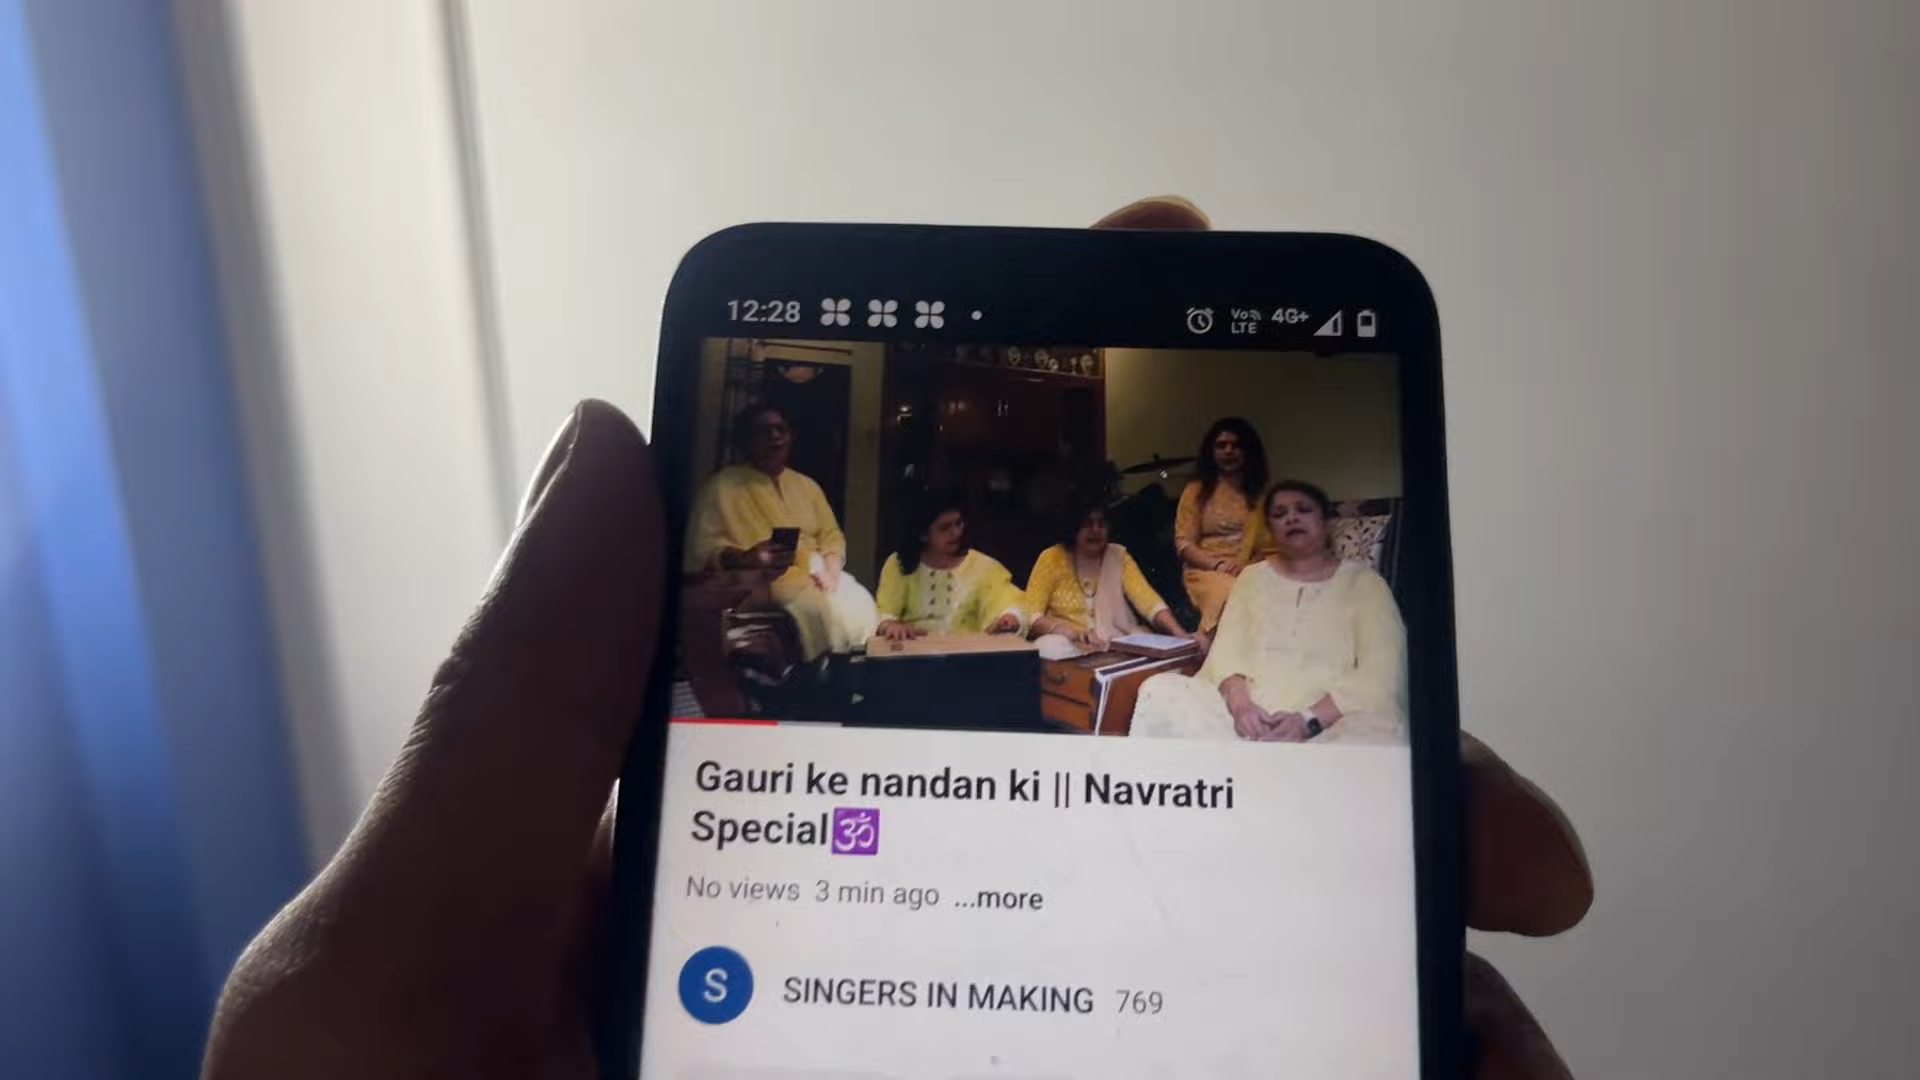 12:28
Vo LTE 4G+
Gauri ke nandan ki || Navratri
Special🕉
No views 3 min ago ...more
S SINGERS IN MAKING 769